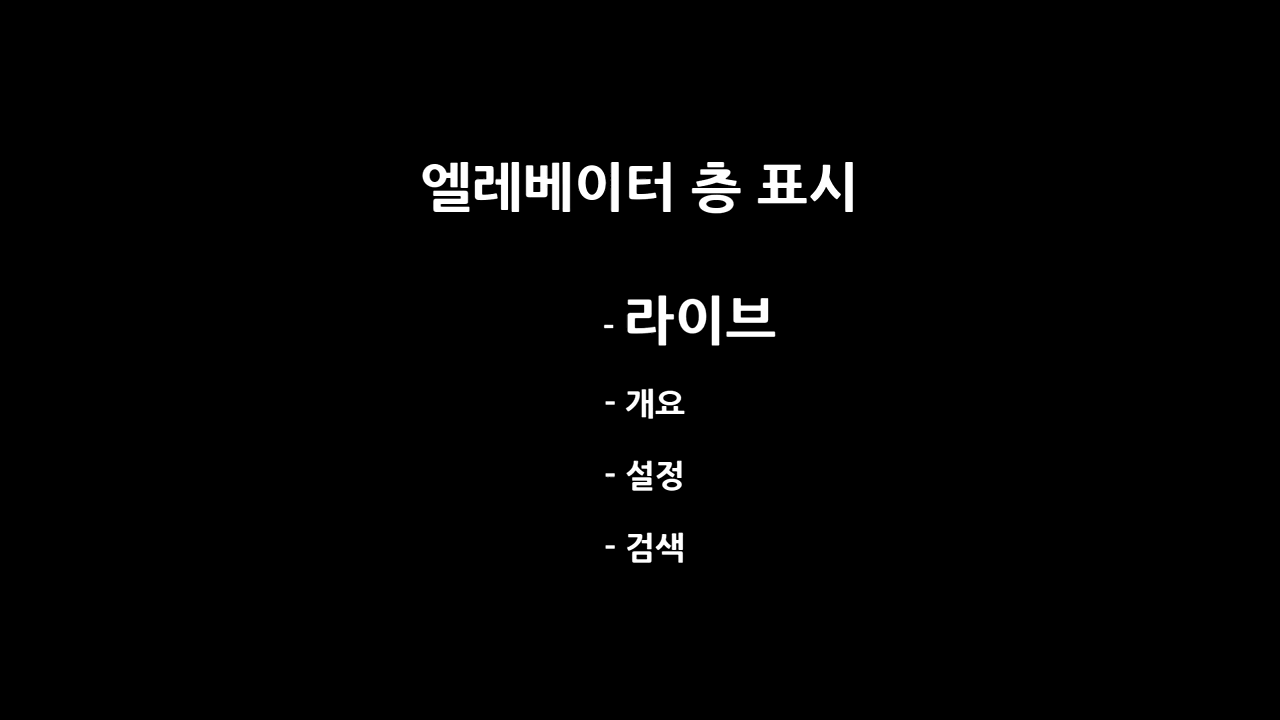 엘레베이터 층 표시
- 라이브
- 개요
- 설정
- 검색